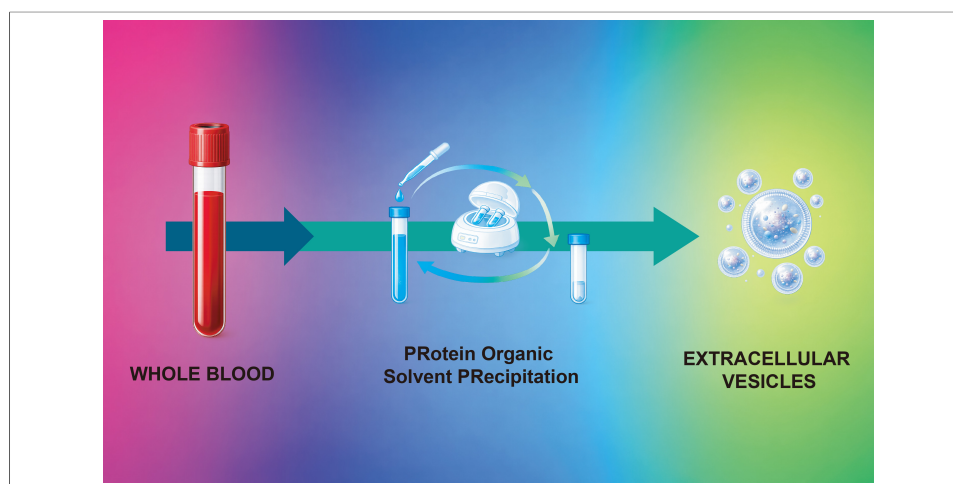 WHOLE BLOOD
PRotein Organic
Solvent PRecipitation
EXTRACELLULAR
VESICLES